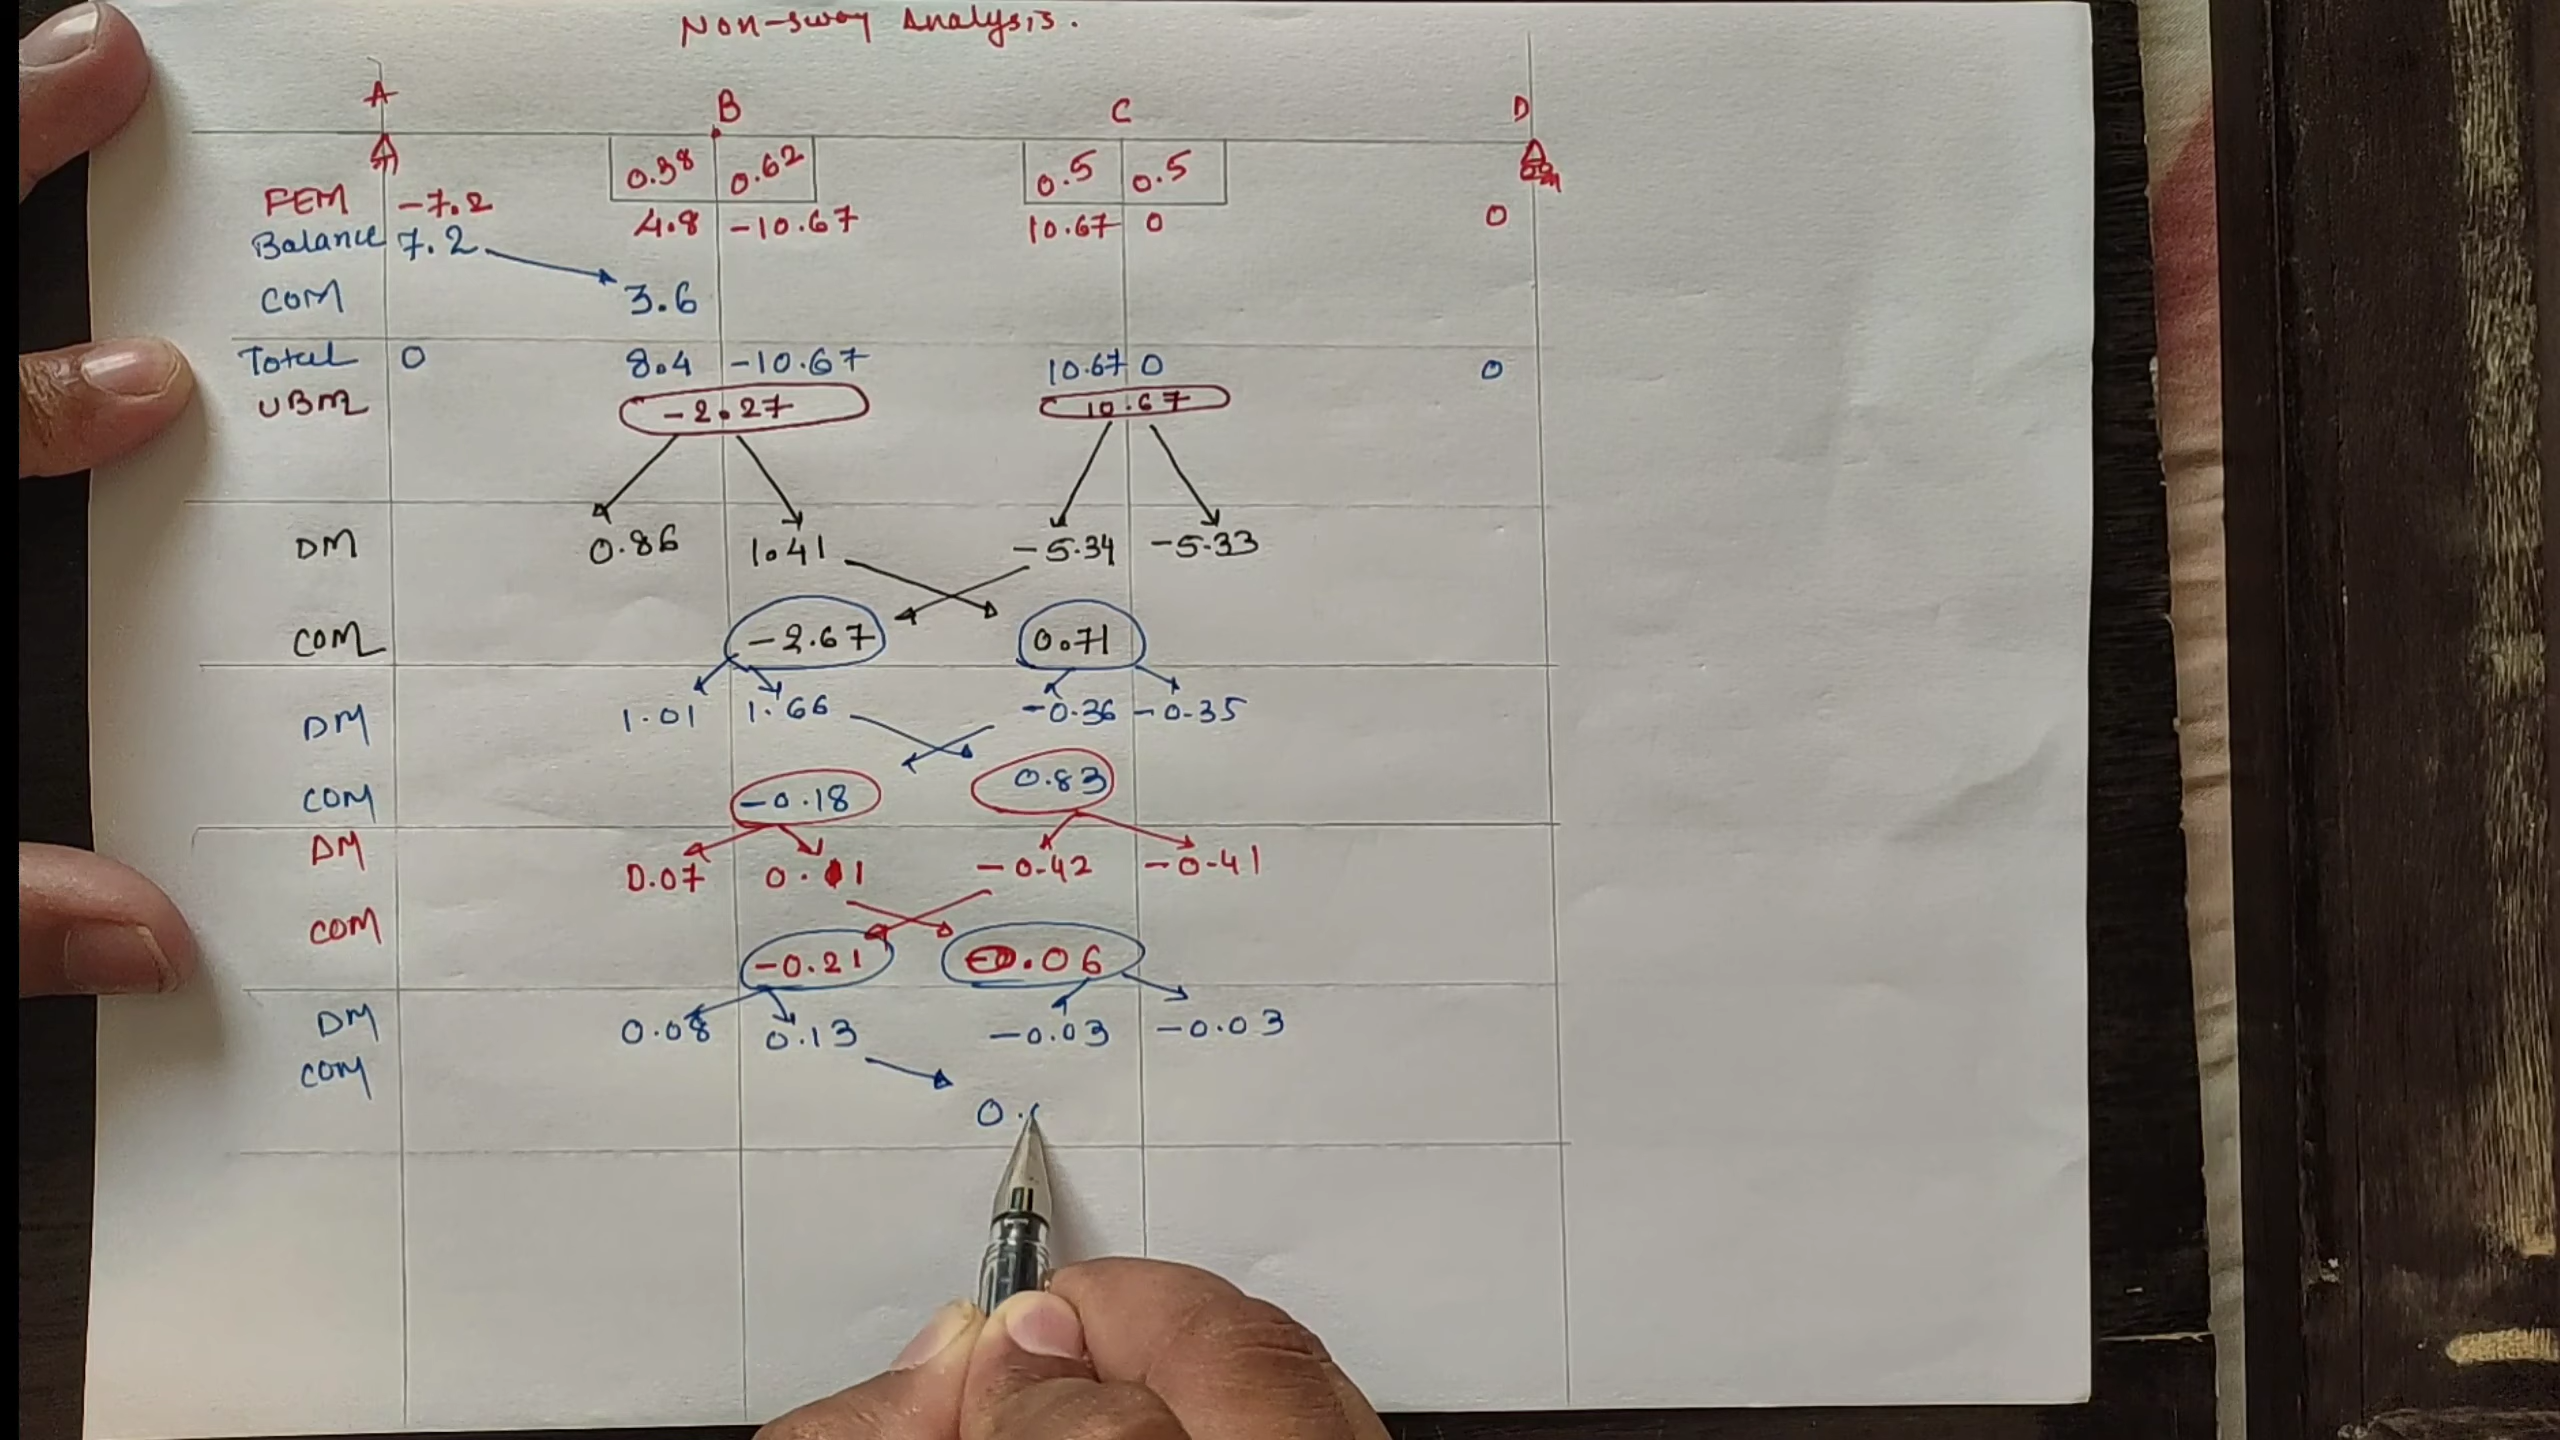 Non-sway Analysis.
A B C D
0.38 0.62 0.5 0.5
FEM -7.2 4.8 -10.67 10.67 0 0
Balance 7.2
COM 3.6
Total 0 8.4 -10.67 10.67 0 0
UBM -2.27 10.67
DM 0.86 1.41 -5.34 -5.33
COM -2.67 0.71
DM 1.01 1.66 -0.36 -0.35
COM -0.18 0.83
DM 0.07 0.11 -0.42 -0.41
COM -0.21 0.06
DM 0.08 0.13 -0.03 -0.03
COM
0.